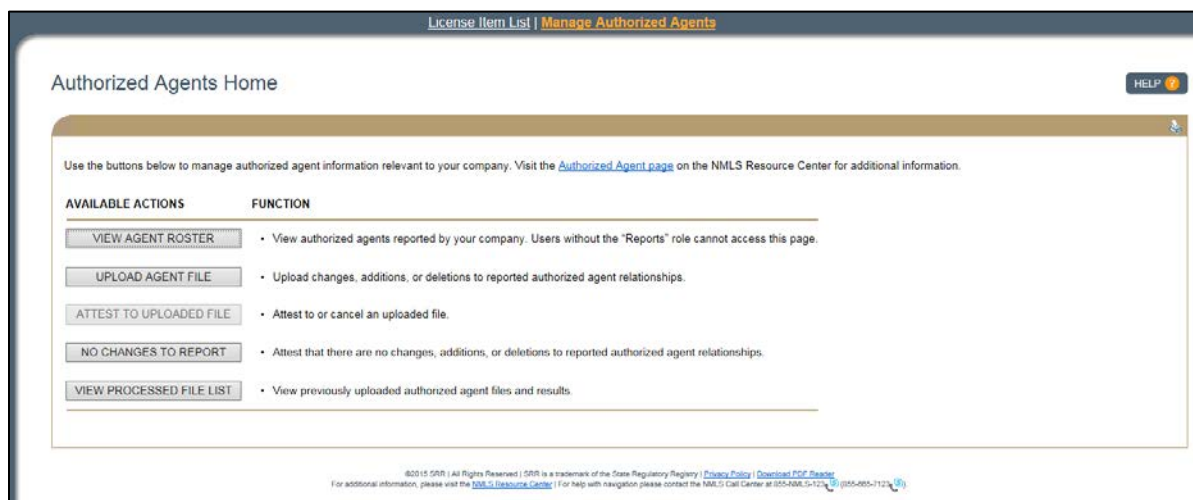 License Item List | Manage Authorized Agents
Authorized Agents Home
HELP ?
Use the buttons below to manage authorized agent information relevant to your company. Visit the Authorized Agent page on the NMLS Resource Center for additional information.
AVAILABLE ACTIONS FUNCTION
VIEW AGENT ROSTER • View authorized agents reported by your company. Users without the "Reports" role cannot access this page.
UPLOAD AGENT FILE • Upload changes, additions, or deletions to reported authorized agent relationships.
ATTEST TO UPLOADED FILE • Attest to or cancel an uploaded file.
NO CHANGES TO REPORT • Attest that there are no changes, additions, or deletions to reported authorized agent relationships.
VIEW PROCESSED FILE LIST • View previously uploaded authorized agent files and results.
©2015 SRR | All Rights Reserved | SRR is a trademark of the State Regulatory Registry | Privacy Policy | Download PDF Reader
For additional information, please visit the NMLS Resource Center | For help with navigation please contact the NMLS Call Center at 855-NMLS-123 (855-665-7123)